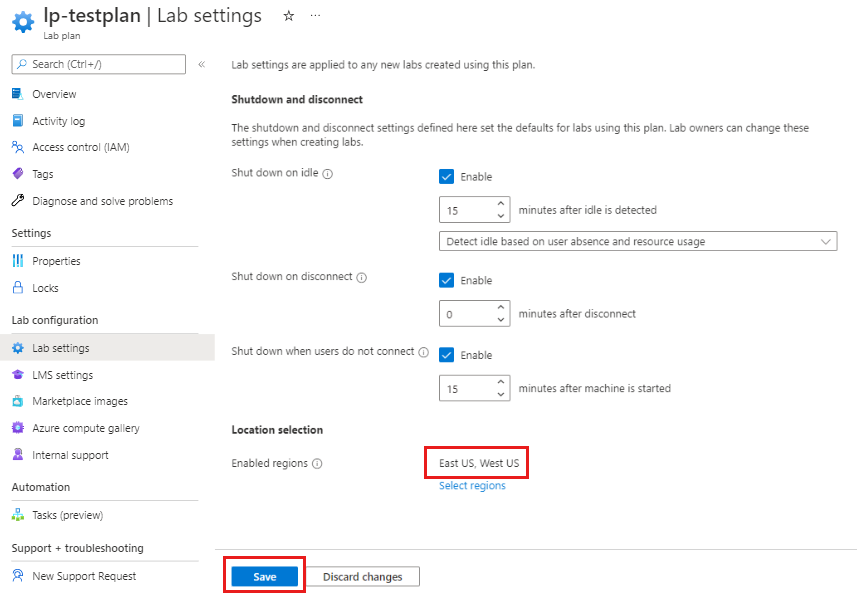 lp-testplan | Lab settings ☆ ···
Lab plan
Search (Ctrl+/) «
Overview
Activity log
Access control (IAM)
Tags
Diagnose and solve problems
Settings
Properties
Locks
Lab configuration
Lab settings
LMS settings
Marketplace images
Azure compute gallery
Internal support
Automation
Tasks (preview)
Support + troubleshooting
New Support Request
Lab settings are applied to any new labs created using this plan.
Shutdown and disconnect
The shutdown and disconnect settings defined here set the defaults for labs using this plan. Lab owners can change these
settings when creating labs.
Shut down on idle
Enable
15 minutes after idle is detected
Detect idle based on user absence and resource usage
Shut down on disconnect
Enable
0 minutes after disconnect
Shut down when users do not connect
Enable
15 minutes after machine is started
Location selection
Enabled regions
East US, West US
Select regions
Save Discard changes